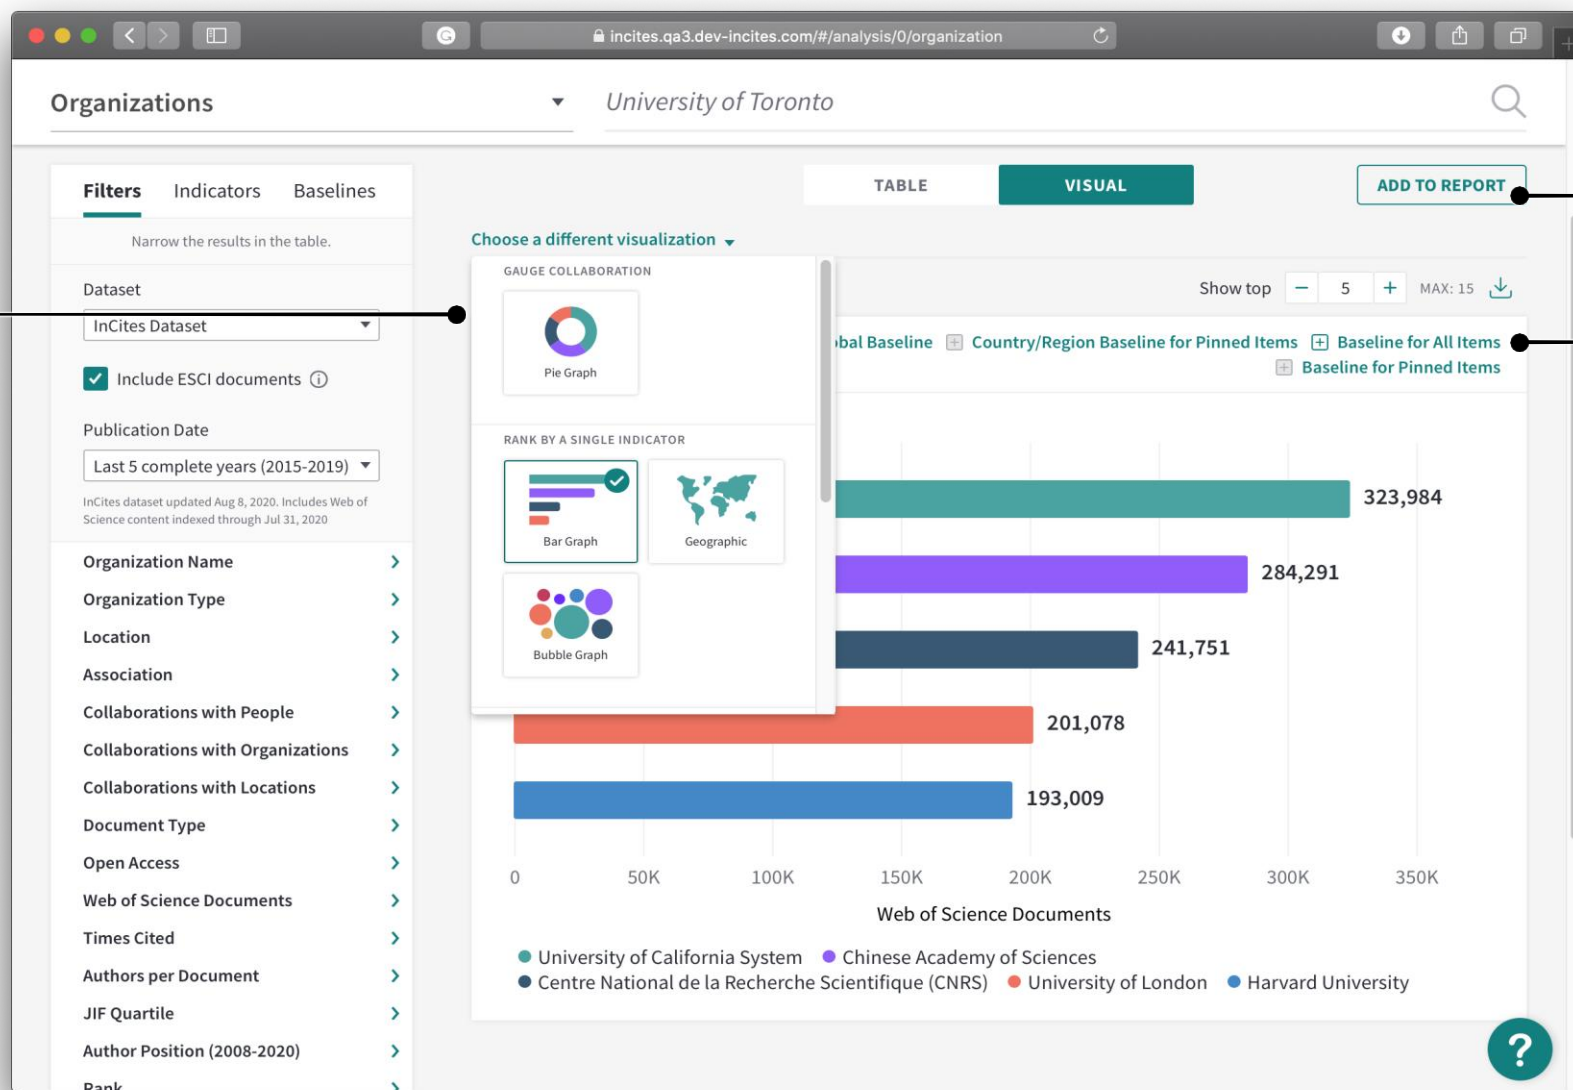 incites.qa3.dev-incites.com/#/analysis/0/organization
Organizations
University of Toronto
Filters Indicators Baselines
Narrow the results in the table.
Dataset
InCites Dataset
Include ESCI documents
Publication Date
Last 5 complete years (2015-2019)
InCites dataset updated Aug 8, 2020. Includes Web of
Science content indexed through Jul 31, 2020
Organization Name
Organization Type
Location
Association
Collaborations with People
Collaborations with Organizations
Collaborations with Locations
Document Type
Open Access
Web of Science Documents
Times Cited
Authors per Document
JIF Quartile
Author Position (2008-2020)
Rank
TABLE VISUAL
ADD TO REPORT
Choose a different visualization
GAUGE COLLABORATION
Pie Graph
RANK BY A SINGLE INDICATOR
Bar Graph Geographic
Bubble Graph
Show top − 5 + MAX: 15
Baseline Country/Region Baseline for Pinned Items Baseline for All Items
Baseline for Pinned Items
323,984
284,291
241,751
201,078
193,009
0 50K 100K 150K 200K 250K 300K 350K
Web of Science Documents
University of California System Chinese Academy of Sciences
Centre National de la Recherche Scientifique (CNRS) University of London Harvard University
?